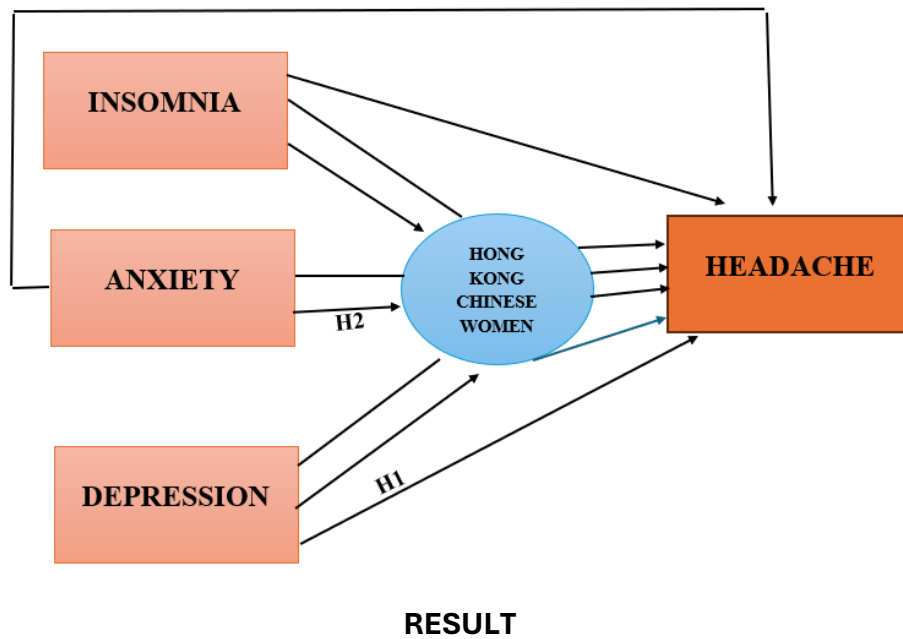 INSOMNIA
ANXIETY
H2
HONG
KONG
CHINESE
WOMEN
HEADACHE
DEPRESSION
H1
RESULT